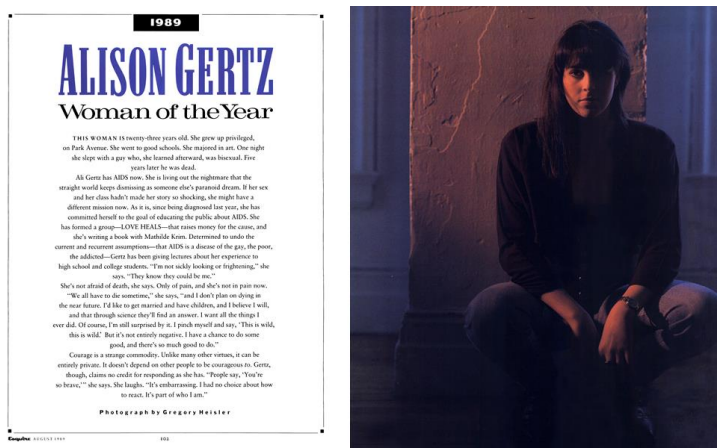 1989
ALISON GERTZ
Woman of the Year
THIS WOMAN IS twenty-three years old. She grew up privileged,
on Park Avenue. She went to good schools. She majored in art. One night
she slept with a guy who, she learned afterward, was bisexual. Five
years later he was dead.
Ali Gertz has AIDS now. She is living out the nightmare that the
straight world keeps dismissing as someone else's paranoid dream. If her sex
and her class hadn't made her story so shocking, she might have a
different mission now. As it is, since being diagnosed last year, she has
committed herself to the goal of educating the public about AIDS. She
has formed a group—LOVE HEALS—that raises money for the cause, and
she's writing a book with Mathilde Krim. Determined to undo the
current and recurrent assumptions—that AIDS is a disease of the gay, the poor,
the addicted—Gertz has been giving lectures about her experience to
high school and college students. "I'm not sickly looking or frightening," she
says. "They know they could be me."
She's not afraid of death, she says. Only of pain, and she's not in pain now.
"We all have to die sometime," she says, "and I don't plan on dying in
the near future. I'd like to get married and have children, and I believe I will,
and that through science they'll find an answer. I want all the things I
ever did. Of course, I'm still surprised by it. I pinch myself and say, 'This is wild,
this is wild.' But it's not entirely negative. I have a chance to do some
good, and there's so much good to do."
Courage is a strange commodity. Unlike many other virtues, it can be
entirely private. It doesn't depend on other people to be courageous to. Gertz,
though, claims no credit for responding as she has. "People say, 'You're
so brave,'" she says. She laughs. "It's embarrassing. I had no choice about how
to react. It's part of who I am."
Photograph by Gregory Heisler
Esquire AUGUST 1989